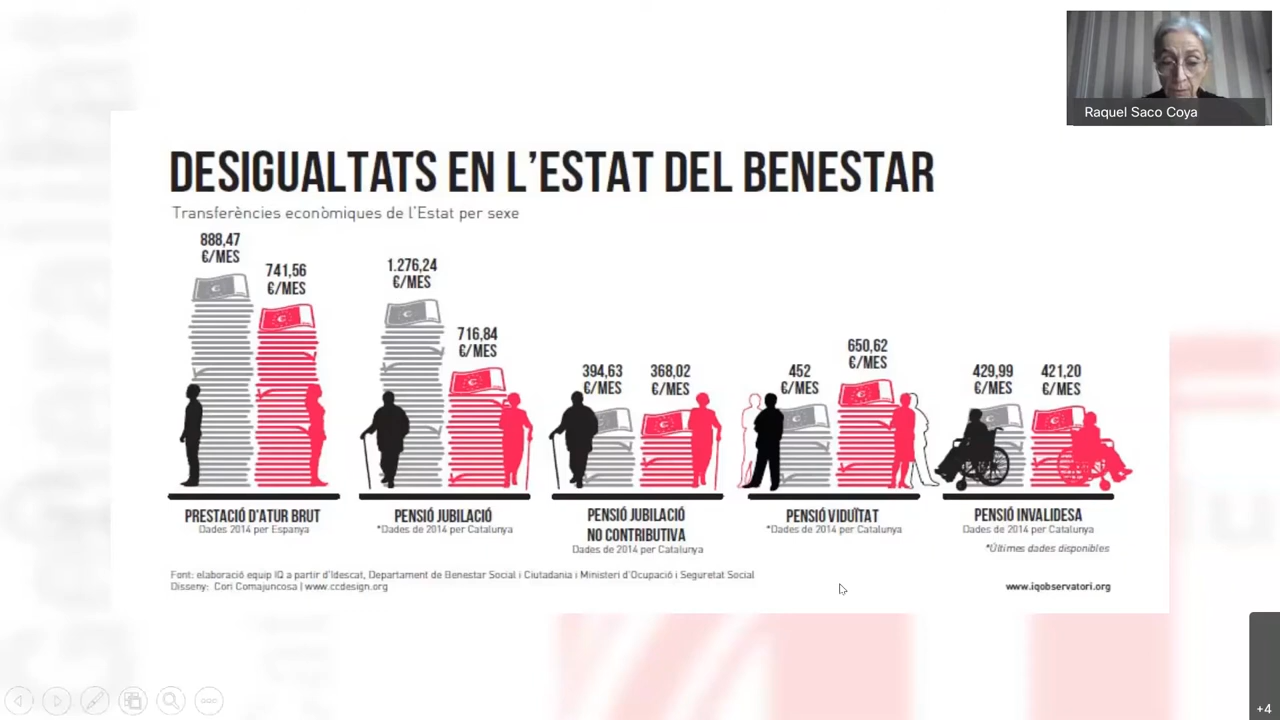 Raquel Saco Coya
DESIGUALTATS EN L'ESTAT DEL BENESTAR
Transferències econòmiques de l'Estat per sexe
888,47
€/MES
741,56
€/MES
1.276,24
€/MES
716,84
€/MES
394,63
€/MES
368,02
€/MES
452
€/MES
650,62
€/MES
429,99
€/MES
421,20
€/MES
PRESTACIÓ D'ATUR BRUT
Dades 2014 per Espanya
PENSIÓ JUBILACIÓ
*Dades de 2014 per Catalunya
PENSIÓ JUBILACIÓ
NO CONTRIBUTIVA
Dades de 2014 per Catalunya
PENSIÓ VIDUÏTAT
*Dades de 2014 per Catalunya
PENSIÓ INVALIDESA
Dades de 2014 per Catalunya
*Últimes dades disponibles
Font: elaboració equip IQ a partir d'Idescat, Departament de Benestar Social i Ciutadania i Ministeri d'Ocupació i Seguretat Social
Disseny: Cori Comajuncosa | www.ccdesign.org
www.iqobservatori.org
+4